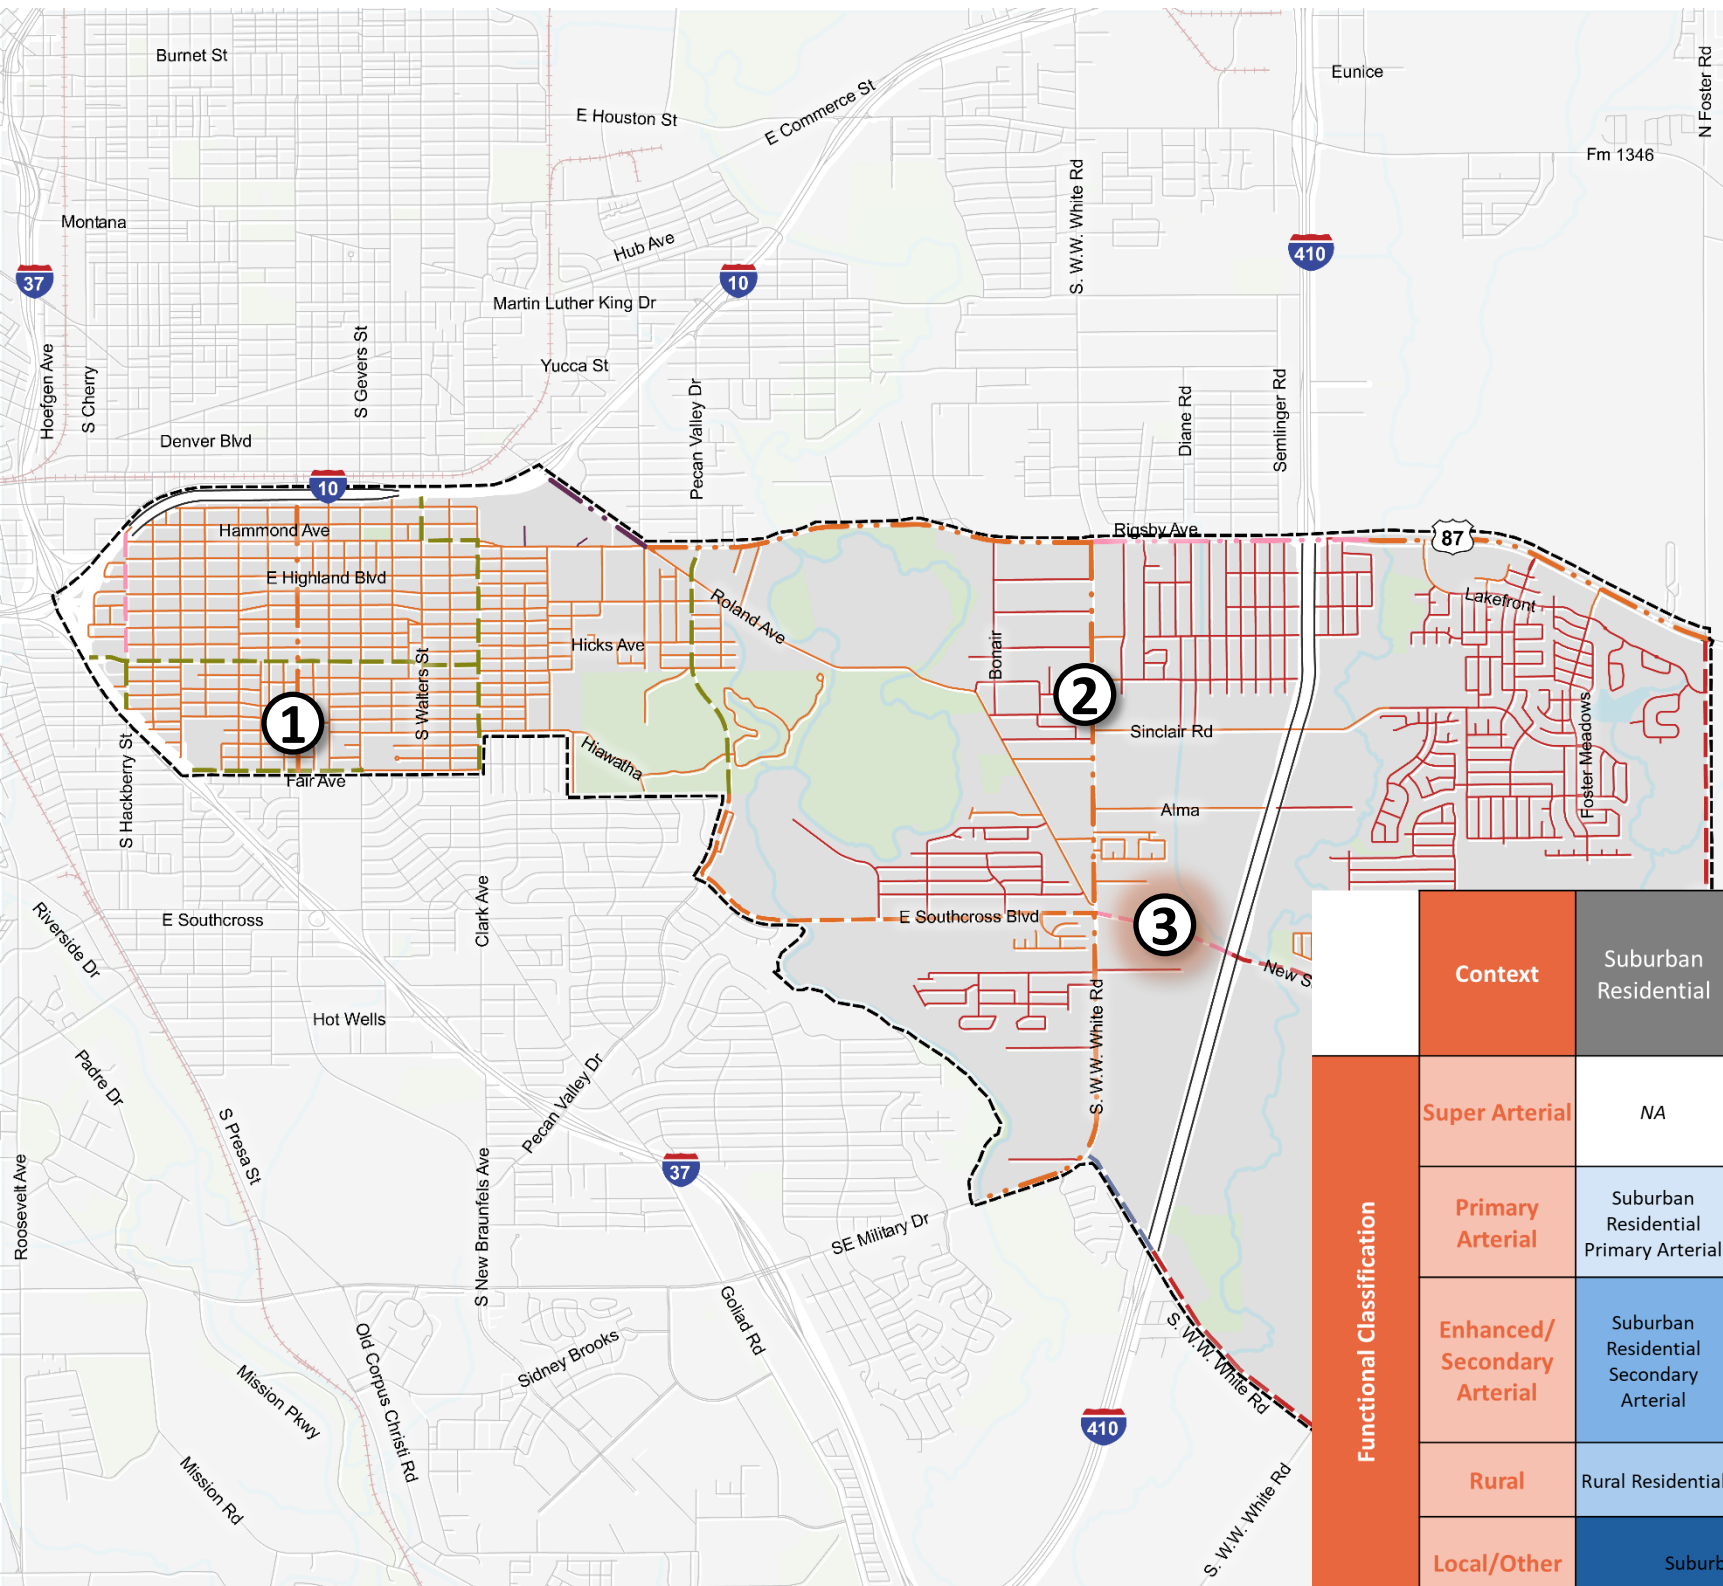 Burnet St
Eunice
N Foster Rd
E Houston St
E Commerce St
Fm 1346
S. W.W. White Rd
Montana
Hub Ave
410
37
10
Martin Luther King Dr
S Gevers St
Yucca St
Hoefgen Ave
S Cherry
Pecan Valley Dr
Diane Rd
Semlinger Rd
Denver Blvd
10
Hammond Ave
Rigsby Ave
87
E Highland Blvd
Roland Ave
Lakefront
Hicks Ave
Bonair
S Walters St
1
2
Sinclair Rd
Foster Meadows
S Hackberry St
Hiawatha
Fair Ave
Alma
Clark Ave
E Southcross
E Southcross Blvd
3
New S
Riverside Dr
Hot Wells
S. W.W. White Rd
Padre Dr
S Presa St
Pecan Valley Dr
37
Roosevelt Ave
S New Braunfels Ave
SE Military Dr
Goliad Rd
Old Corpus Christi Rd
Sidney Brooks
S. W.W. White Rd
Mission Pkwy
410
Mission Rd
S. W.W. White Rd
Context
Suburban
Residential
Functional Classification
Super Arterial
NA
Primary
Arterial
Suburban
Residential
Primary Arterial
Enhanced/
Secondary
Arterial
Suburban
Residential
Secondary
Arterial
Rural
Rural Residential
Local/Other
Suburb